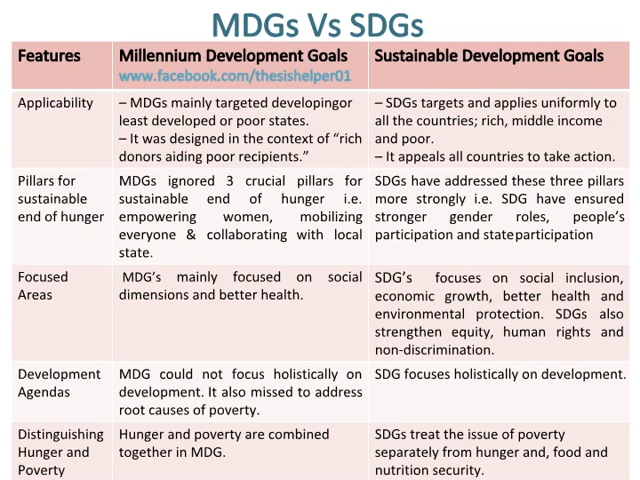 MDGs Vs SDGs
Features
Millennium Development Goals
www.facebook.com/thesishelper01
Sustainable Development Goals
Applicability
– MDGs mainly targeted developingor
least developed or poor states.
– It was designed in the context of “rich
donors aiding poor recipients.”
– SDGs targets and applies uniformly to
all the countries; rich, middle income
and poor.
– It appeals all countries to take action.
Pillars for
sustainable
end of hunger
MDGs ignored 3 crucial pillars for
sustainable end of hunger i.e.
empowering women, mobilizing
everyone & collaborating with local
state.
SDGs have addressed these three pillars
more strongly i.e. SDG have ensured
stronger gender roles, people’s
participation and state participation
Focused
Areas
MDG’s mainly focused on social
dimensions and better health.
SDG’s focuses on social inclusion,
economic growth, better health and
environmental protection. SDGs also
strengthen equity, human rights and
non-discrimination.
Development
Agendas
MDG could not focus holistically on
development. It also missed to address
root causes of poverty.
SDG focuses holistically on development.
Distinguishing
Hunger and
Poverty
Hunger and poverty are combined
together in MDG.
SDGs treat the issue of poverty
separately from hunger and, food and
nutrition security.